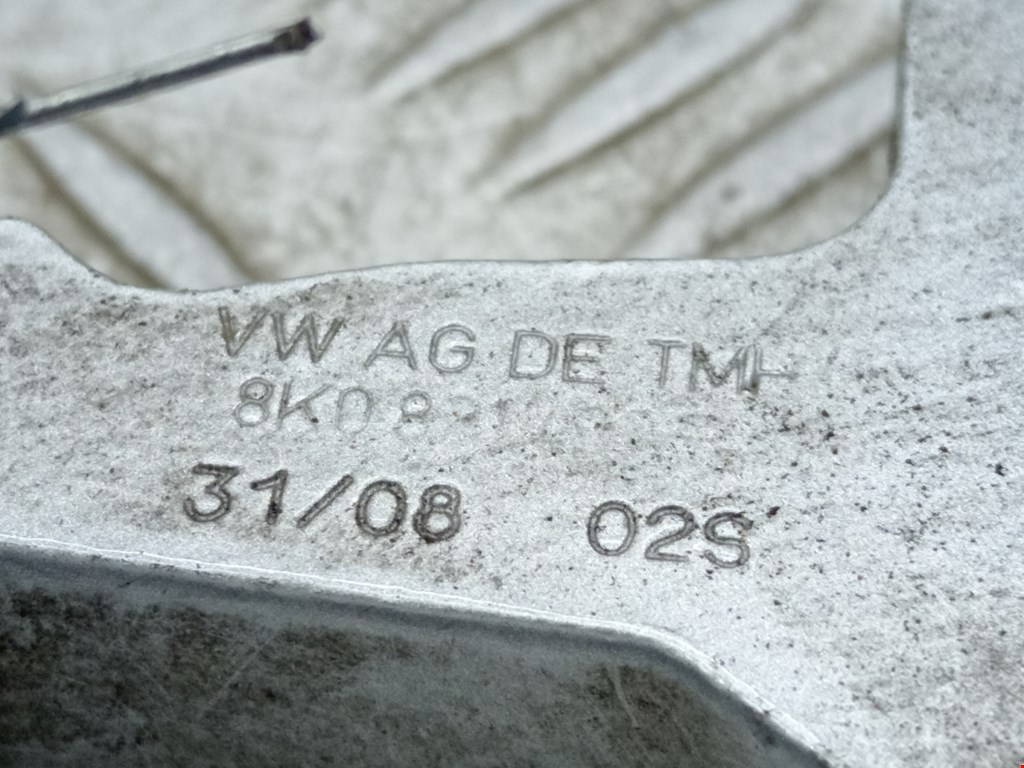 VW AG DE TMH
31/08 02S